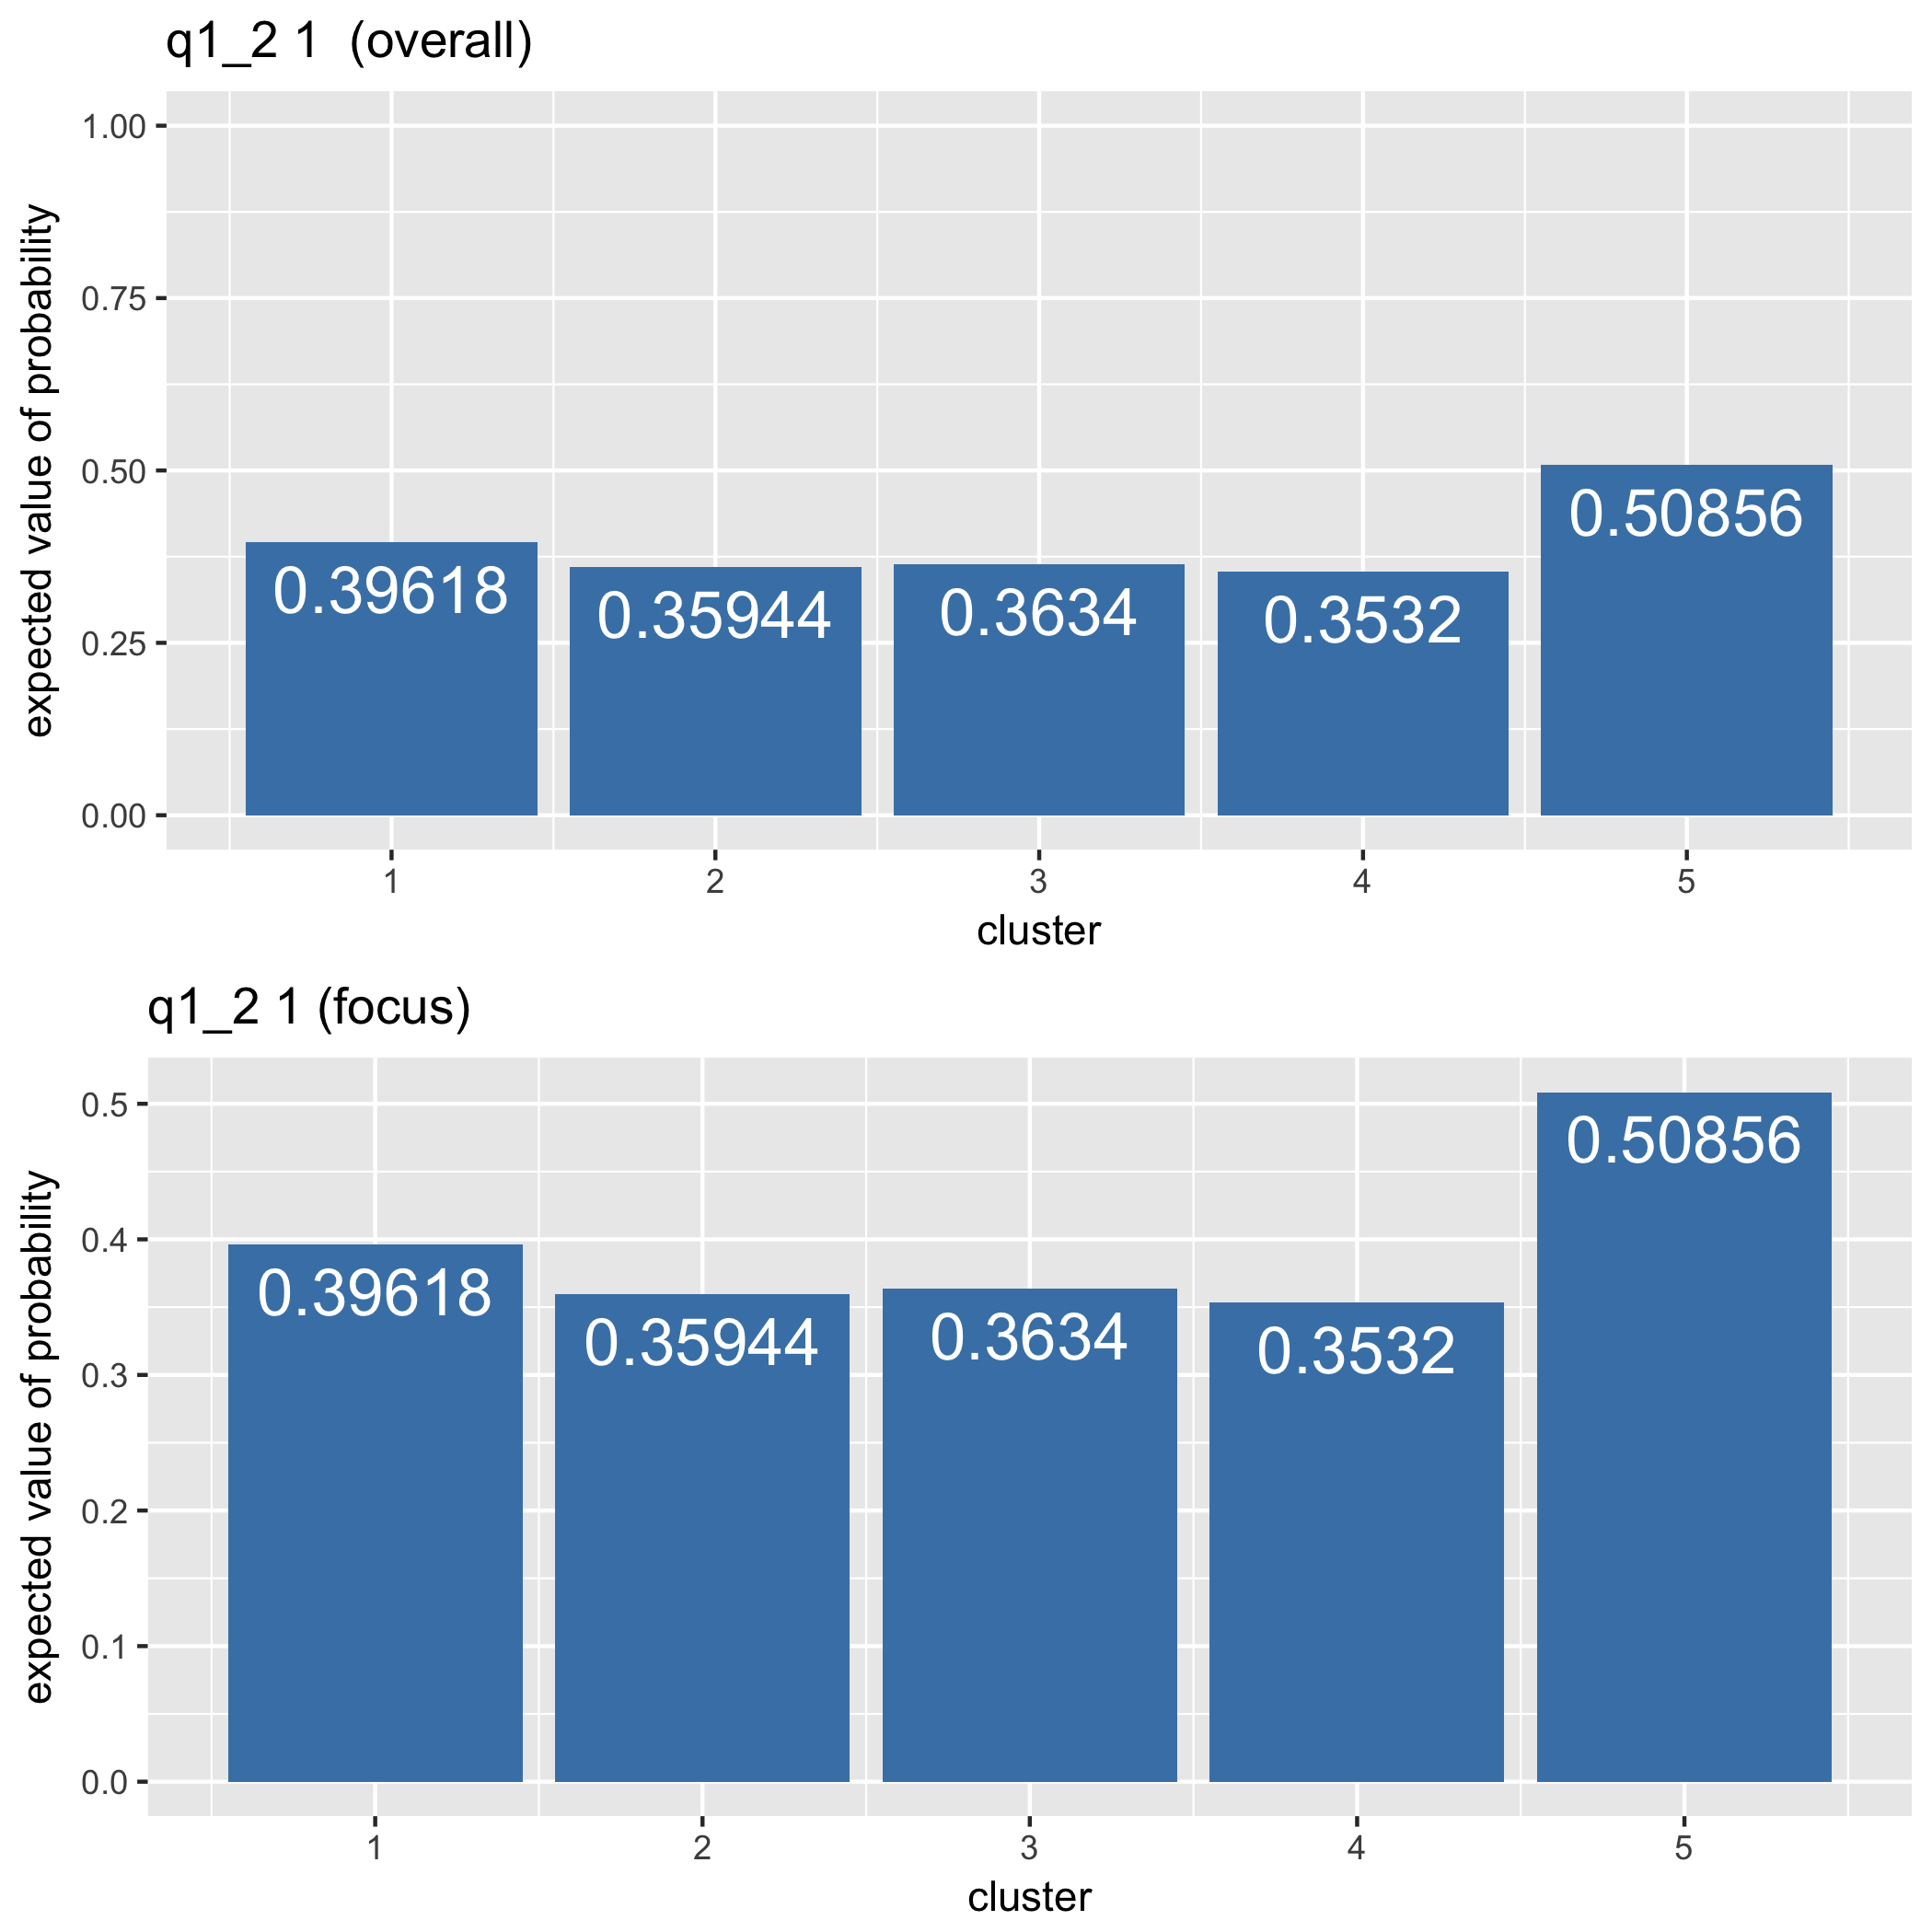 q1_2 1  (overall)
expected value of probability
1.00
0.75
0.50
0.25
0.00
0.39618
0.35944
0.3634
0.3532
0.50856
1 2 3 4 5
cluster
q1_2 1 (focus)
expected value of probability
0.5
0.4
0.3
0.2
0.1
0.0
0.39618
0.35944
0.3634
0.3532
0.50856
1 2 3 4 5
cluster